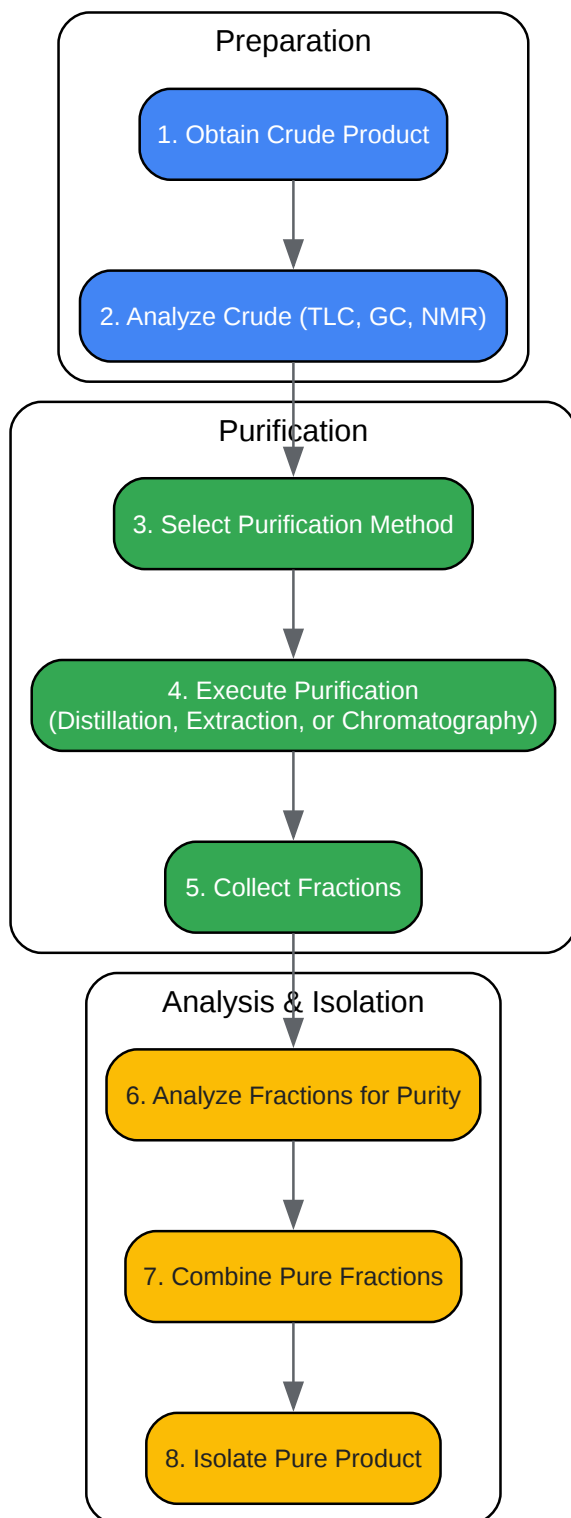 Preparation
1. Obtain Crude Product
2. Analyze Crude (TLC, GC, NMR)
Purification
3. Select Purification Method
4. Execute Purification
(Distillation, Extraction, or Chromatography)
5. Collect Fractions
Analysis & Isolation
6. Analyze Fractions for Purity
7. Combine Pure Fractions
8. Isolate Pure Product